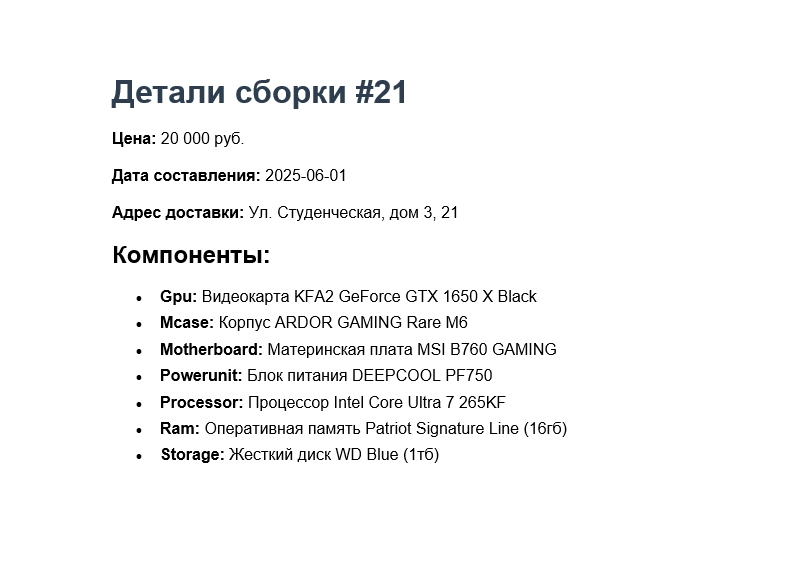 Детали сборки #21
Цена: 20 000 руб.
Дата составления: 2025-06-01
Адрес доставки: Ул. Студенческая, дом 3, 21
Компоненты:
• Gpu: Видеокарта KFA2 GeForce GTX 1650 X Black
• Mcase: Корпус ARDOR GAMING Rare M6
• Motherboard: Материнская плата MSI B760 GAMING
• Powerunit: Блок питания DEEPCOOL PF750
• Processor: Процессор Intel Core Ultra 7 265KF
• Ram: Оперативная память Patriot Signature Line (16гб)
• Storage: Жесткий диск WD Blue (1тб)